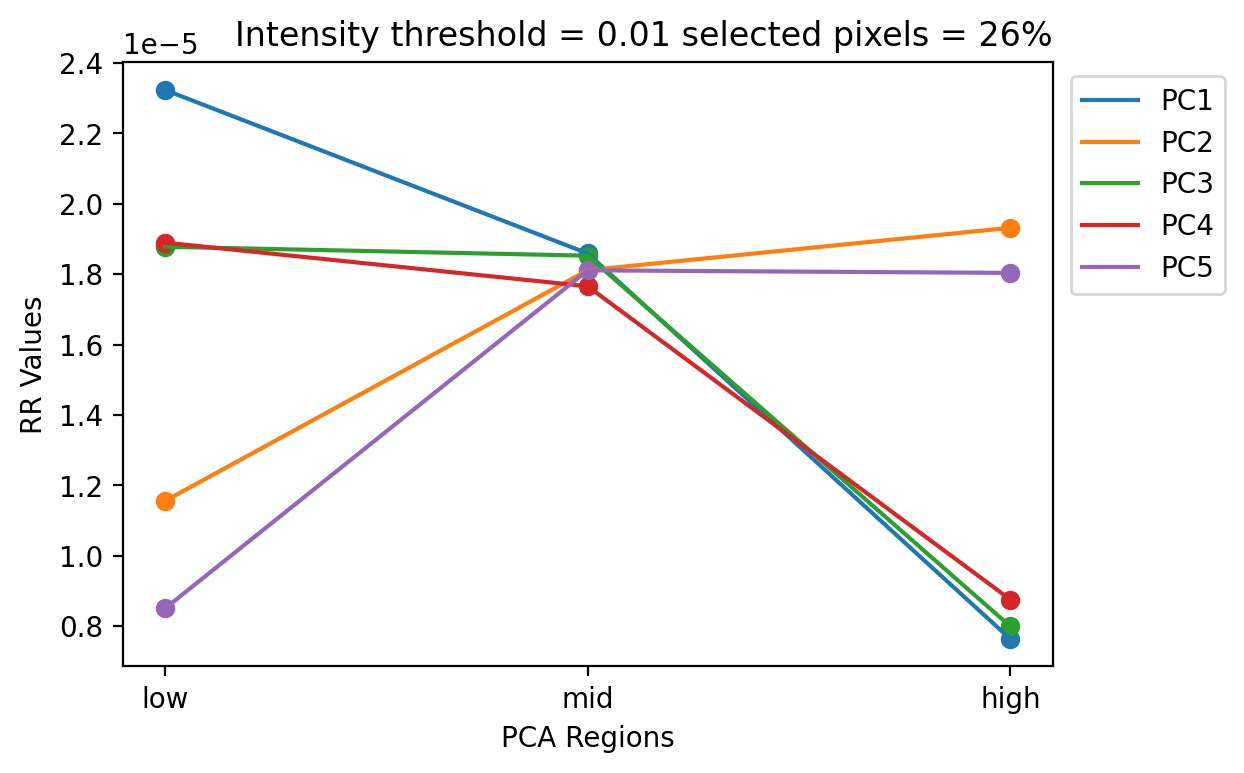 Intensity threshold = 0.01 selected pixels = 26%
1e−5
2.4
2.2
2.0
1.8
1.6
1.4
1.2
1.0
0.8
RR Values
low
mid
high
PCA Regions
PC1
PC2
PC3
PC4
PC5